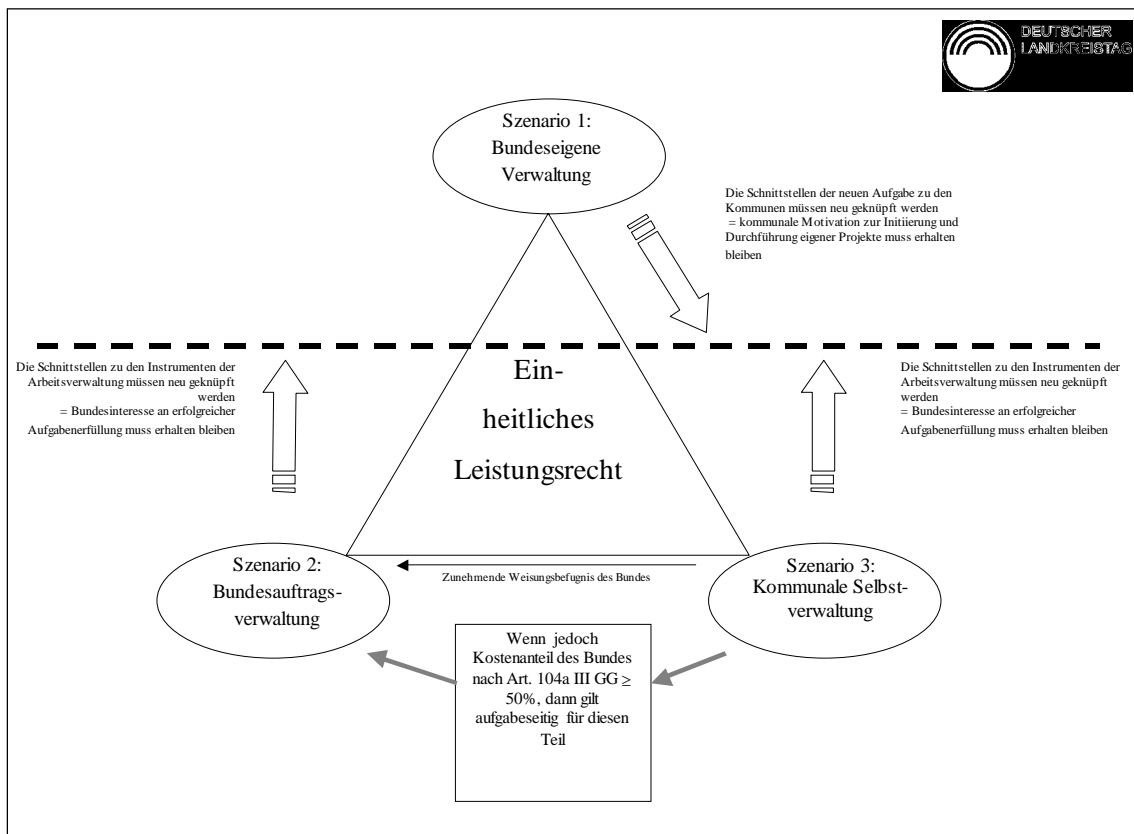 DEUTSCHER
LANDKREISTAG
Szenario 1:
Bundeseigene
Verwaltung
Die Schnittstellen der neuen Aufgabe zu den
Kommunen müssen neu geknüpft werden
= kommunale Motivation zur Initiierung und
Durchführung eigener Projekte muss erhalten
bleiben
Die Schnittstellen zu den Instrumenten der
Arbeitsverwaltung müssen neu geknüpft
werden
= Bundesinteresse an erfolgreicher
Aufgabenerfüllung muss erhalten bleiben
Ein-
heitliches
Leistungsrecht
Die Schnittstellen zu den Instrumenten der
Arbeitsverwaltung müssen neu geknüpft
werden
= Bundesinteresse an erfolgreicher
Aufgabenerfüllung muss erhalten bleiben
Szenario 2:
Bundesauftrags-
verwaltung
Zunehmende Weisungsbefugnis des Bundes
Szenario 3:
Kommunale Selbst-
verwaltung
Wenn jedoch
Kostenanteil des Bundes
nach Art. 104a III GG ≥
50%, dann gilt
aufgabeseitig für diesen
Teil